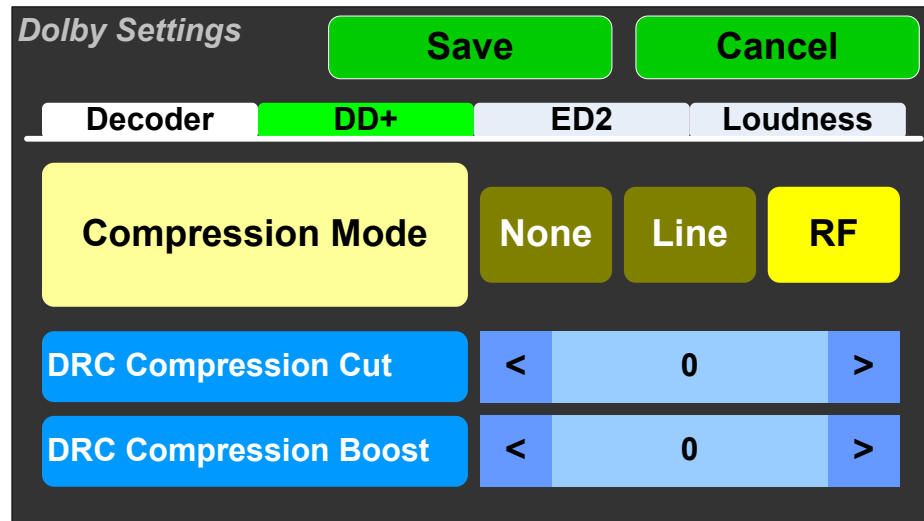 Dolby Settings
Save Cancel
Decoder DD+ ED2 Loudness
Compression Mode None Line RF
DRC Compression Cut < 0 >
DRC Compression Boost < 0 >